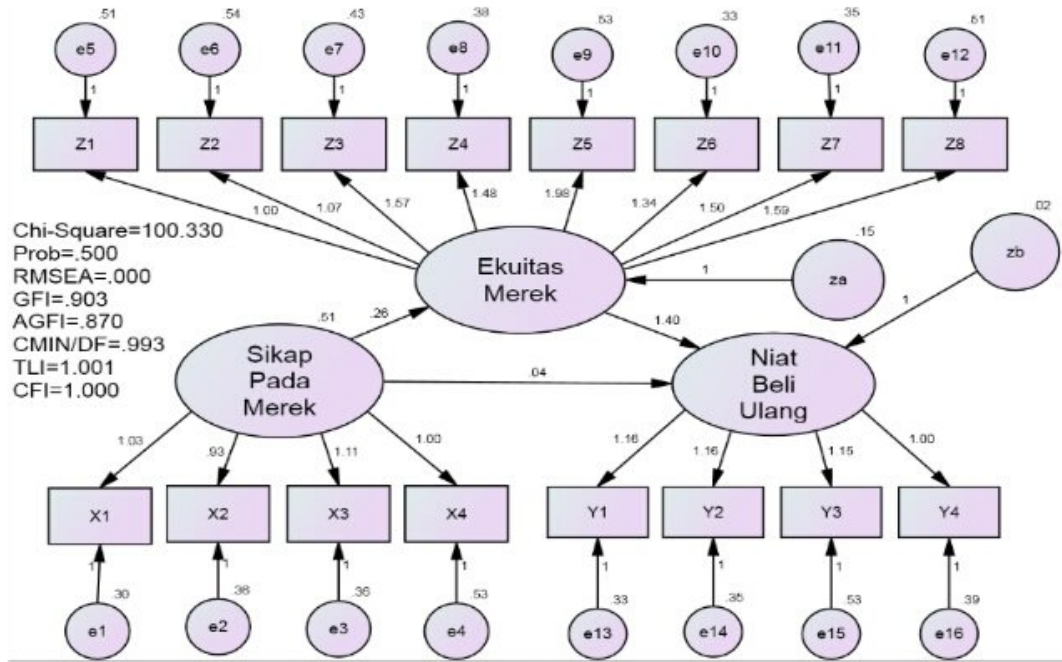 .51 .54 .43 .38 .53 .33 .35 .51
e5 e6 e7 e8 e9 e10 e11 e12
1 1 1 1 1 1 1 1
Z1 Z2 Z3 Z4 Z5 Z6 Z7 Z8
1.00 1.07 1.57 1.48 1.98 1.34 1.50 1.59
Chi-Square=100.330
Prob=.500
RMSEA=.000
GFI=.903
AGFI=.870
CMIN/DF=.993
TLI=1.001
CFI=1.000
Ekuitas
Merek
1
.15
za
.02
zb
1
.51
.26
1.40
Sikap
Pada
Merek
.04
Niat
Beli
Ulang
1.03 .93 1.11 1.00 1.16 1.16 1.15 1.00
X1 X2 X3 X4 Y1 Y2 Y3 Y4
1 1 1 1 1 1 1 1
.30 .36 .36 .53 .33 .35 .53 .39
e1 e2 e3 e4 e13 e14 e15 e16